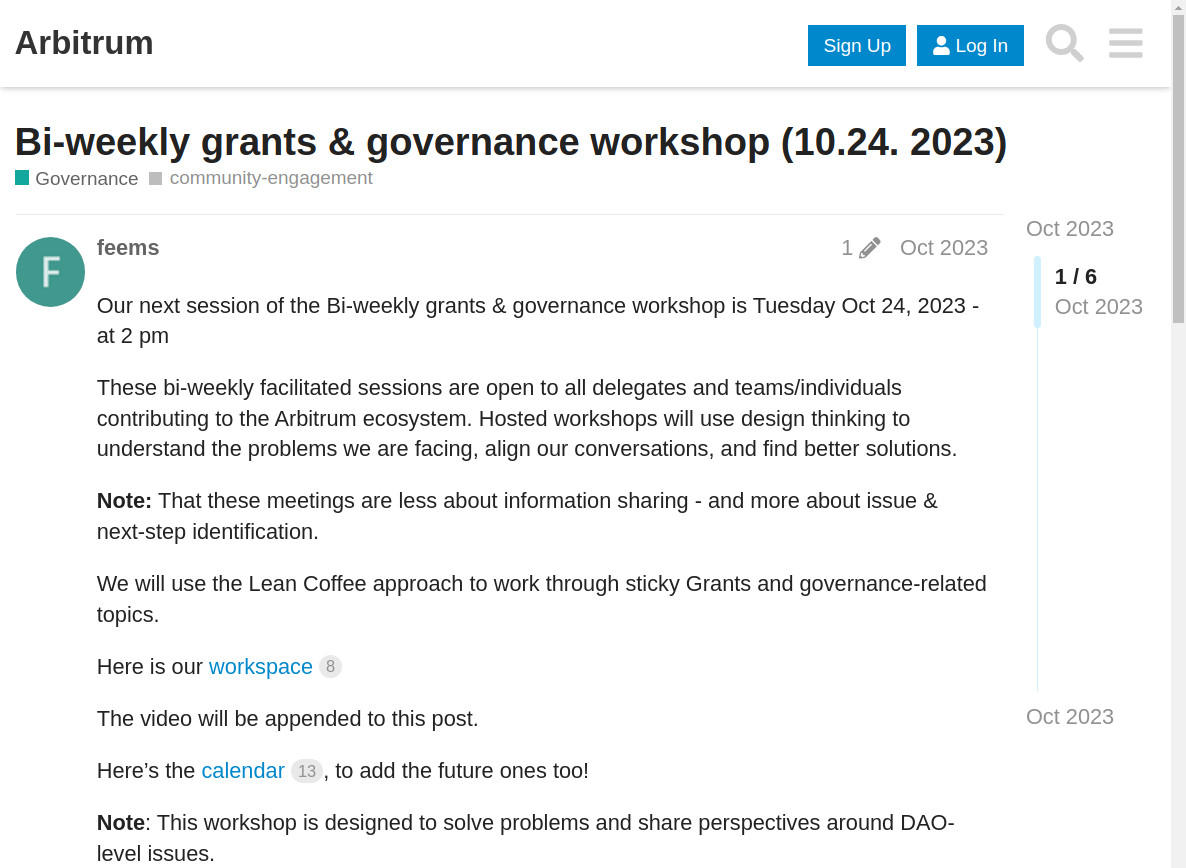 Arbitrum
Sign Up
Log In
Bi-weekly grants & governance workshop (10.24. 2023)
Governance community-engagement
feems
1
Oct 2023
Oct 2023
1 / 6
Oct 2023
Our next session of the Bi-weekly grants & governance workshop is Tuesday Oct 24, 2023 -
at 2 pm
These bi-weekly facilitated sessions are open to all delegates and teams/individuals
contributing to the Arbitrum ecosystem. Hosted workshops will use design thinking to
understand the problems we are facing, align our conversations, and find better solutions.
Note: That these meetings are less about information sharing - and more about issue &
next-step identification.
We will use the Lean Coffee approach to work through sticky Grants and governance-related
topics.
Here is our workspace 8
The video will be appended to this post.
Oct 2023
Here’s the calendar 13 , to add the future ones too!
Note: This workshop is designed to solve problems and share perspectives around DAO-
level issues.